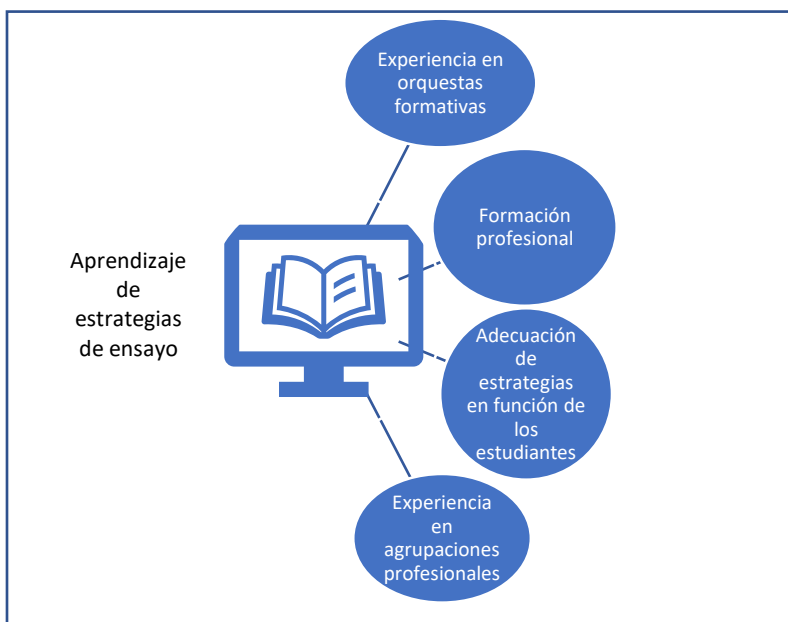 Experiencia en
orquestas
formativas
Formación
profesional
Aprendizaje
de
estrategias
de ensayo
Adecuación
de
estrategias
en función de
los
estudiantes
Experiencia
en
agrupaciones
profesionales